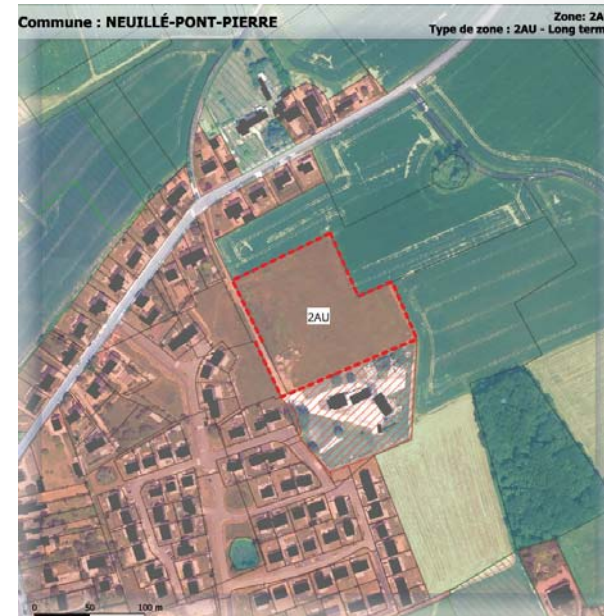 Commune : NEUILLÉ-PONT-PIERRE
Zone: 2A
Type de zone : 2AU - Long term
2AU
0 50 100 m